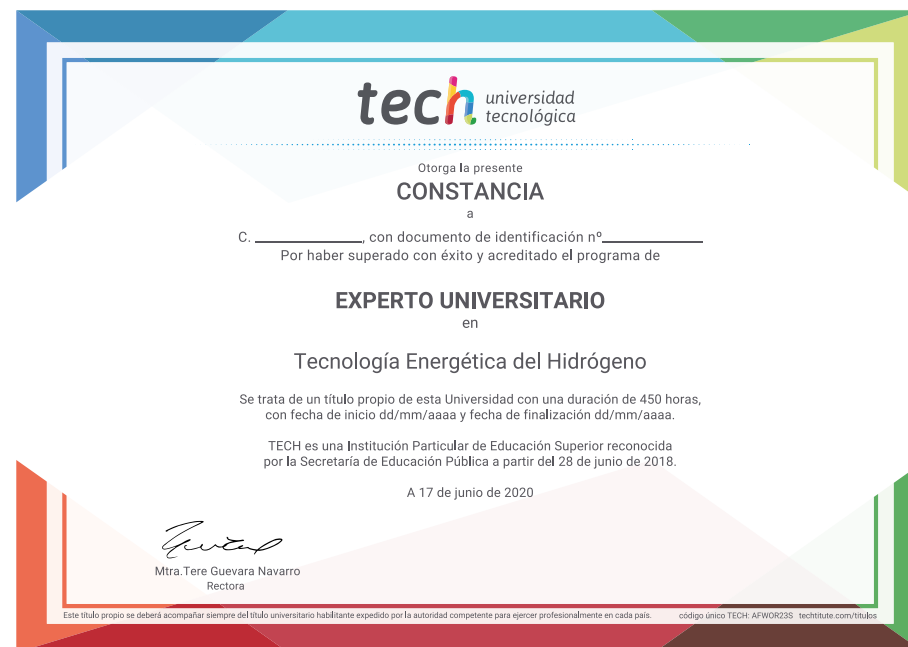 tech universidad
tecnológica
Otorga la presente
CONSTANCIA
a
C. ______________, con documento de identificación nº______________
Por haber superado con éxito y acreditado el programa de
EXPERTO UNIVERSITARIO
en
Tecnología Energética del Hidrógeno
Se trata de un título propio de esta Universidad con una duración de 450 horas,
con fecha de inicio dd/mm/aaaa y fecha de finalización dd/mm/aaaa.
TECH es una Institución Particular de Educación Superior reconocida
por la Secretaría de Educación Pública a partir del 28 de junio de 2018.
A 17 de junio de 2020
Mtra.Tere Guevara Navarro
Rectora
Este título propio se deberá acompañar siempre del título universitario habilitante expedido por la autoridad competente para ejercer profesionalmente en cada país. código único TECH: AFWOR23S techtitute.com/titulos